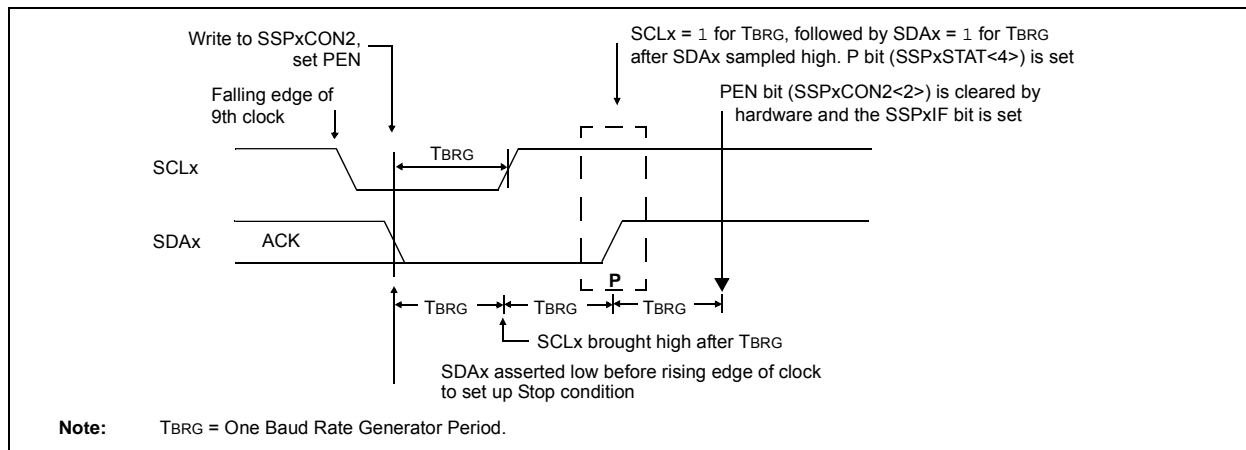 Write to SSPxCON2,
set PEN
SCLx = 1 for TBRG, followed by SDAx = 1 for TBRG
after SDAx sampled high. P bit (SSPxSTAT<4>) is set
Falling edge of
9th clock
PEN bit (SSPxCON2<2>) is cleared by
hardware and the SSPxIF bit is set
TBRG
SCLx
SDAx
ACK
P
TBRG
TBRG
TBRG
SCLx brought high after TBRG
SDAx asserted low before rising edge of clock
to set up Stop condition
Note: TBRG = One Baud Rate Generator Period.